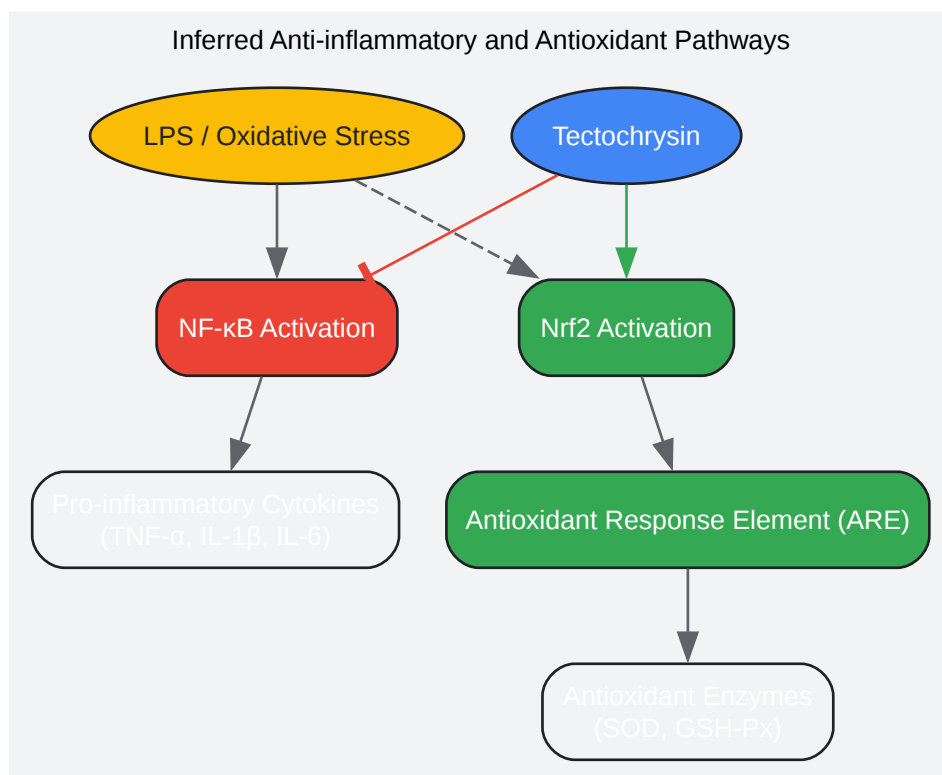 Inferred Anti-inflammatory and Antioxidant Pathways
LPS / Oxidative Stress
Tectochrysin
NF-κB Activation
Nrf2 Activation
Pro-inflammatory Cytokines
(TNF-α, IL-1β, IL-6)
Antioxidant Response Element (ARE)
Antioxidant Enzymes
(SOD, GSH-Px)